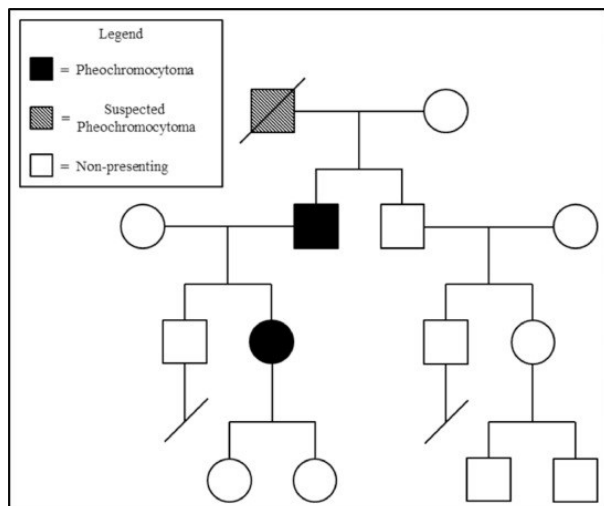 Legend
= Pheochromocytoma
= Suspected
Pheochromocytoma
= Non-presenting